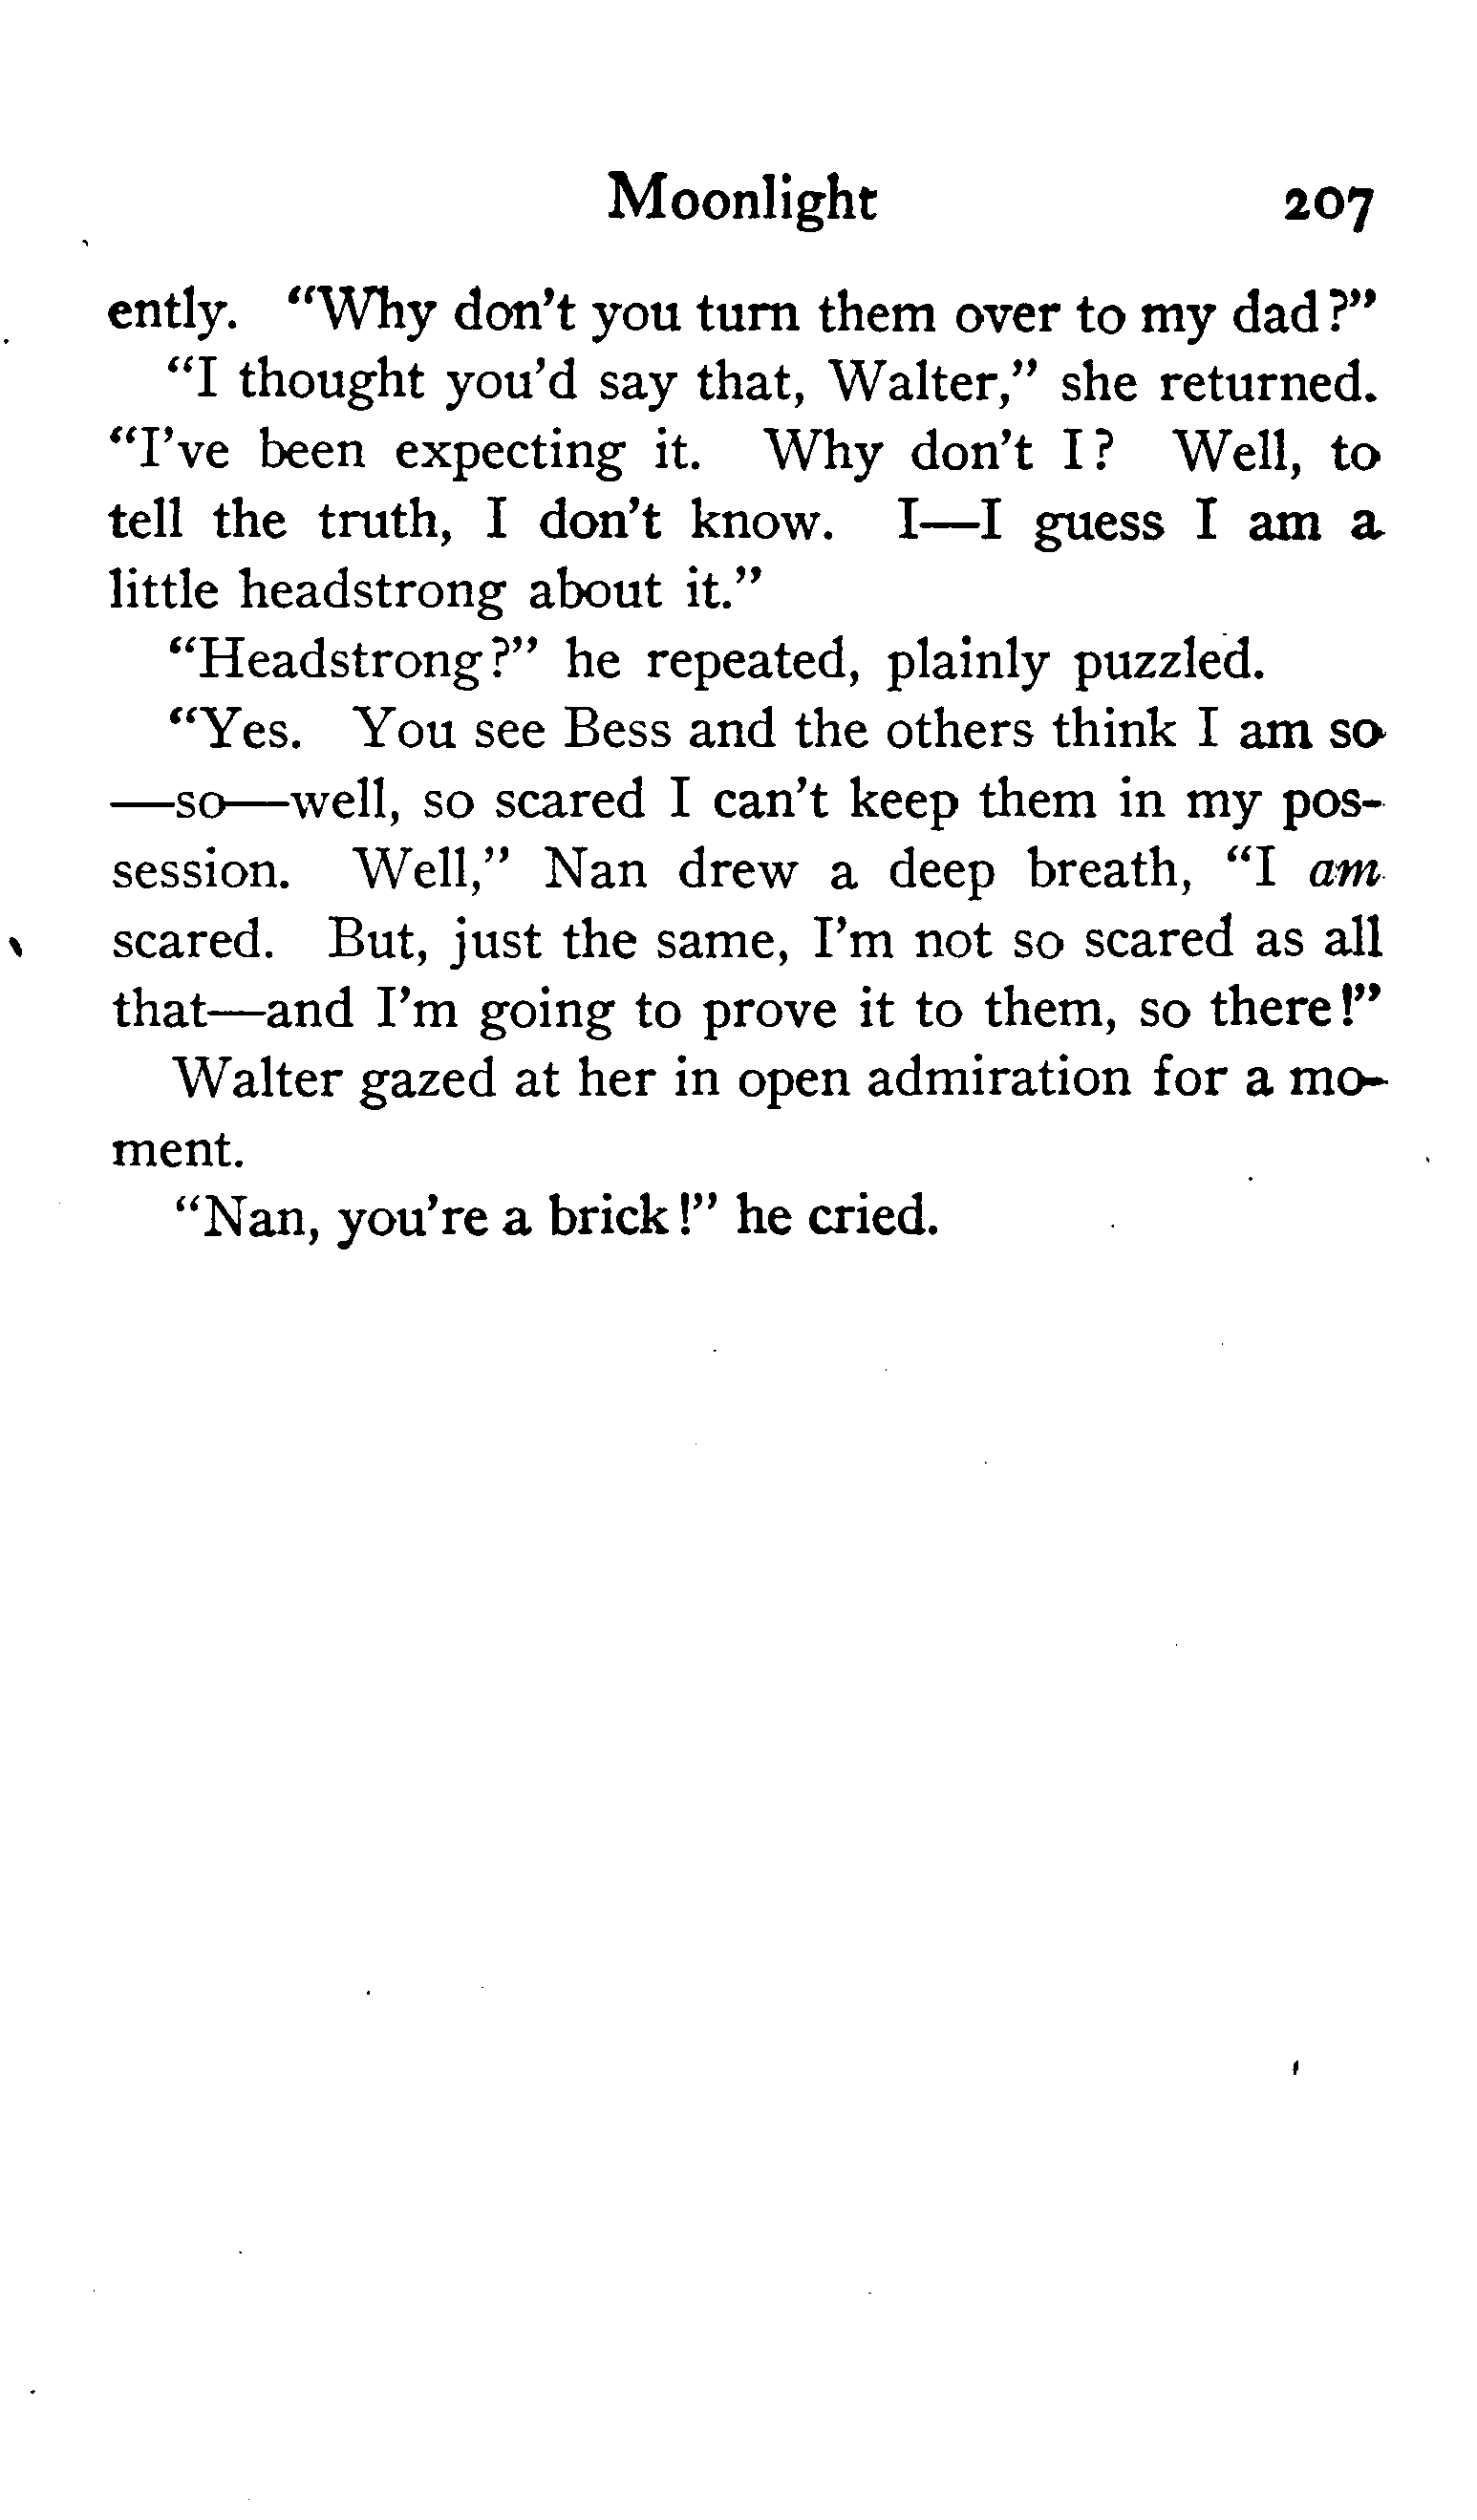 Moonlight 207
ently. "Why don't you turn them over to my dad?"
"I thought you'd say that, Walter," she returned.
"I've been expecting it. Why don't I? Well, to
tell the truth, I don't know. I—I guess I am a
little headstrong about it."
"Headstrong?" he repeated, plainly puzzled.
"Yes. You see Bess and the others think I am so
—so—well, so scared I can't keep them in my pos-
session. Well," Nan drew a deep breath, "I am
scared. But, just the same, I'm not so scared as all
that—and I'm going to prove it to them, so there!"
Walter gazed at her in open admiration for a mo-
ment.
"Nan, you're a brick!" he cried.